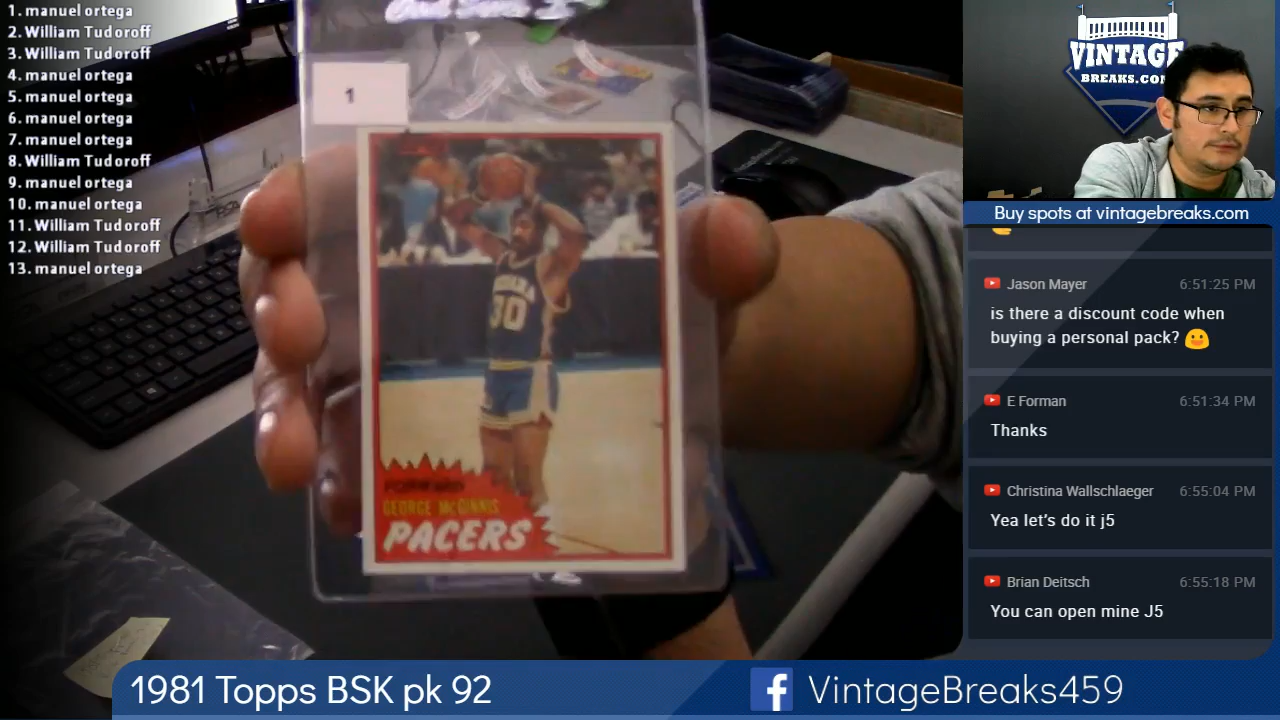 1. manuel ortega
2. William Tudoroff
3. William Tudoroff
4. manuel ortega
5. manuel ortega
6. manuel ortega
7. manuel ortega
8. William Tudoroff
9. manuel ortega
10. manuel ortega
11. William Tudoroff
12. William Tudoroff
13. manuel ortega
1
INDIANA
30
FORWARD
GEORGE McGINNIS
PACERS
VINTAGE
BREAKS.COM
Buy spots at vintagebreaks.com
Jason Mayer 6:51:25 PM
is there a discount code when
buying a personal pack?
E Forman 6:51:34 PM
Thanks
Christina Wallschlaeger 6:55:04 PM
Yea let's do it j5
Brian Deitsch 6:55:18 PM
You can open mine J5
1981 Topps BSK pk 92
VintageBreaks459